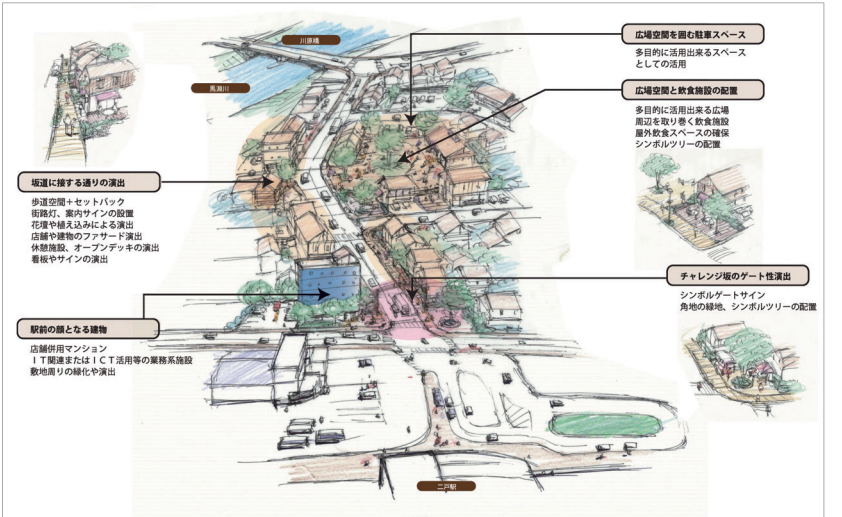 川原橋
馬淵川
広場空間を囲む駐車スペース
多目的に活用出来るスペース
としての活用
広場空間と飲食施設の配置
多目的に活用出来る広場
周辺を取り巻く飲食施設
屋外飲食スペースの確保
シンボルツリーの配置
坂道に接する通りの演出
歩道空間＋セットバック
街路灯、案内サインの設置
花壇や植え込みによる演出
店舗や建物のファサード演出
休憩施設、オープンデッキの演出
看板やサインの演出
チャレンジ坂のゲート性演出
シンボルゲートサイン
角地の緑地、シンボルツリーの配置
駅前の顔となる建物
店舗併用マンション
ＩＴ関連またはＩＣＴ活用等の業務系施設
敷地周りの緑化や演出
二戸駅